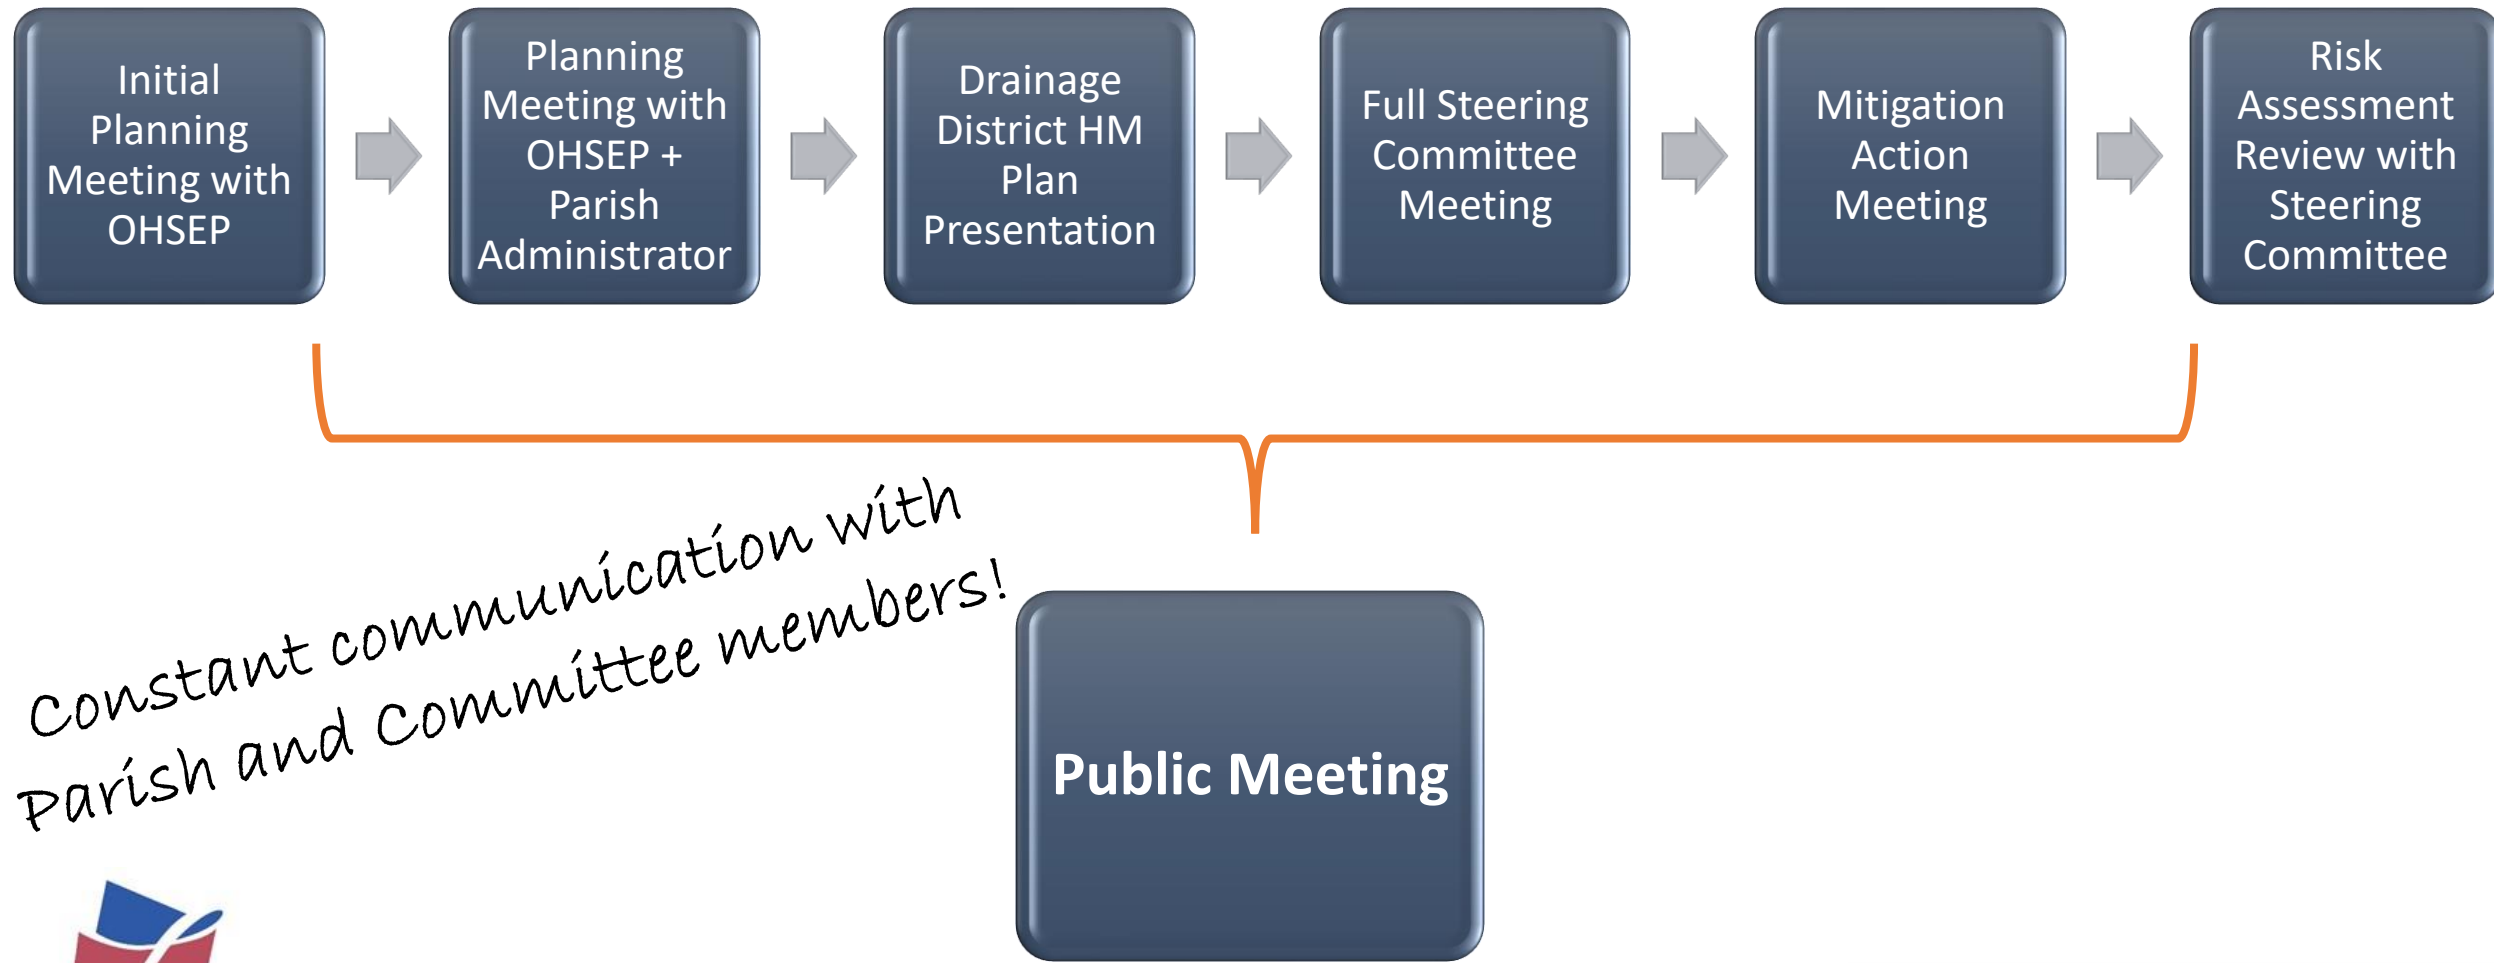 Initial
Planning
Meeting with
OHSEP
Planning
Meeting with
OHSEP +
Parish
Administrator
Drainage
District HM
Plan
Presentation
Full Steering
Committee
Meeting
Mitigation
Action
Meeting
Risk
Assessment
Review with
Steering
Committee
Constant communication with
Parish and Committee members!
Public Meeting